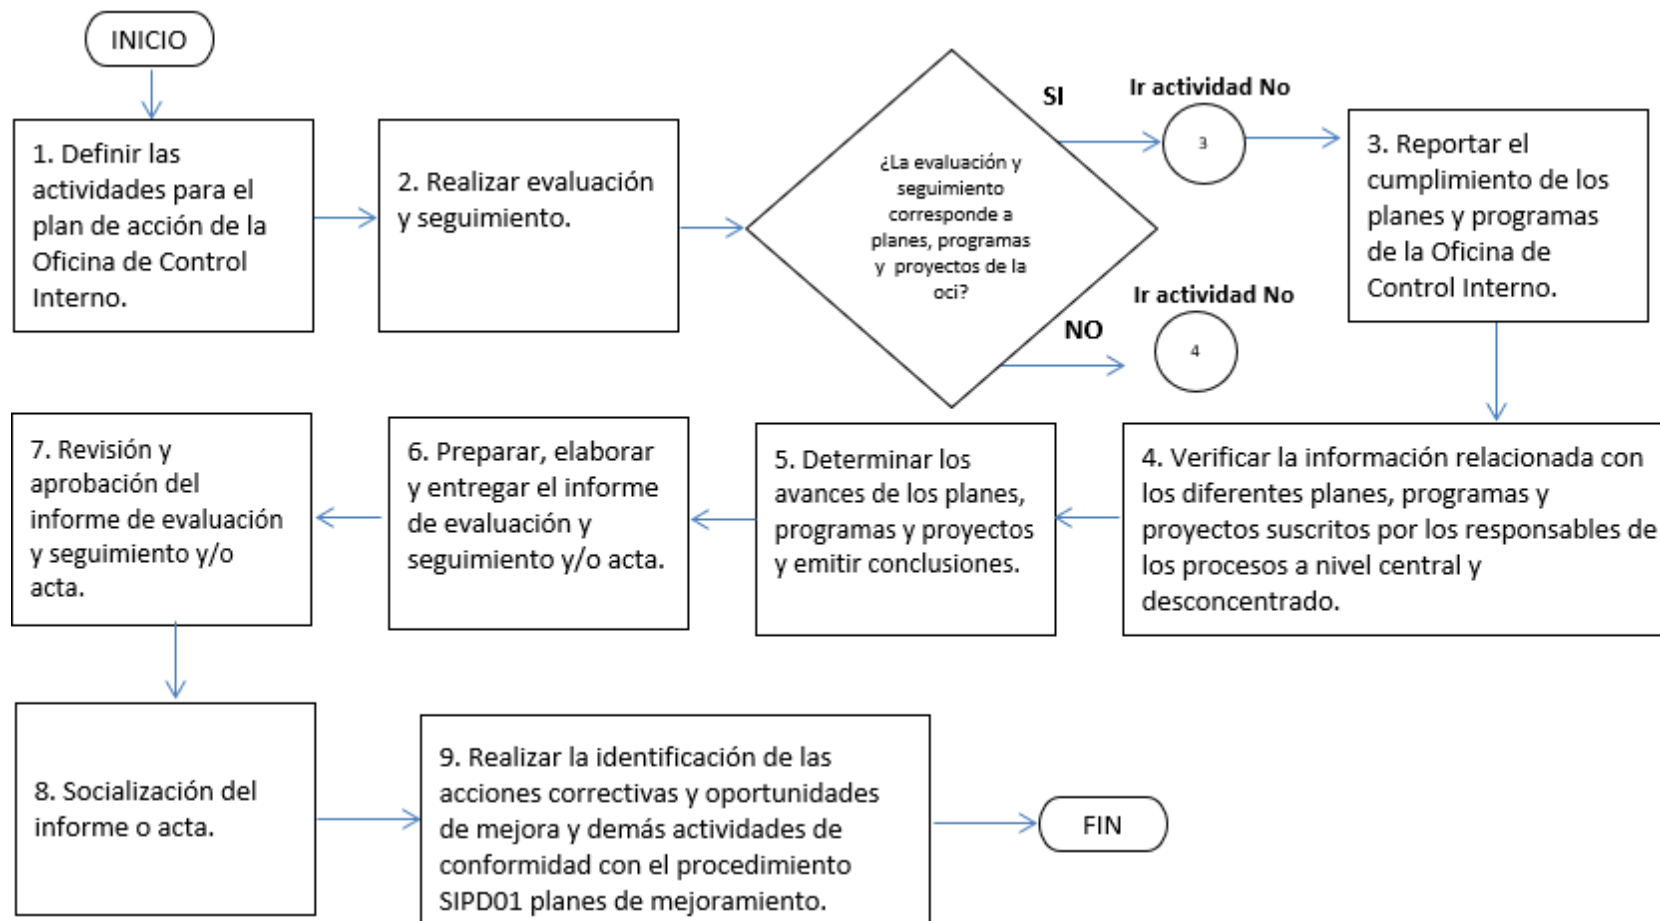 INICIO
1. Definir las
actividades para el
plan de acción de la
Oficina de Control
Interno.
2. Realizar evaluación
y seguimiento.
¿La evaluación y
seguimiento
corresponde a
planes, programas
y proyectos de la
oci?
SI
Ir actividad No
3
NO
Ir actividad No
4
3. Reportar el
cumplimiento de los
planes y programas
de la Oficina de
Control Interno.
4. Verificar la información relacionada con
los diferentes planes, programas y
proyectos suscritos por los responsables de
los procesos a nivel central y
desconcentrado.
5. Determinar los
avances de los planes,
programas y proyectos
y emitir conclusiones.
6. Preparar, elaborar
y entregar el informe
de evaluación y
seguimiento y/o acta.
7. Revisión y
aprobación del
informe de evaluación
y seguimiento y/o
acta.
8. Socialización del
informe o acta.
9. Realizar la identificación de las
acciones correctivas y oportunidades
de mejora y demás actividades de
conformidad con el procedimiento
SIPD01 planes de mejoramiento.
FIN